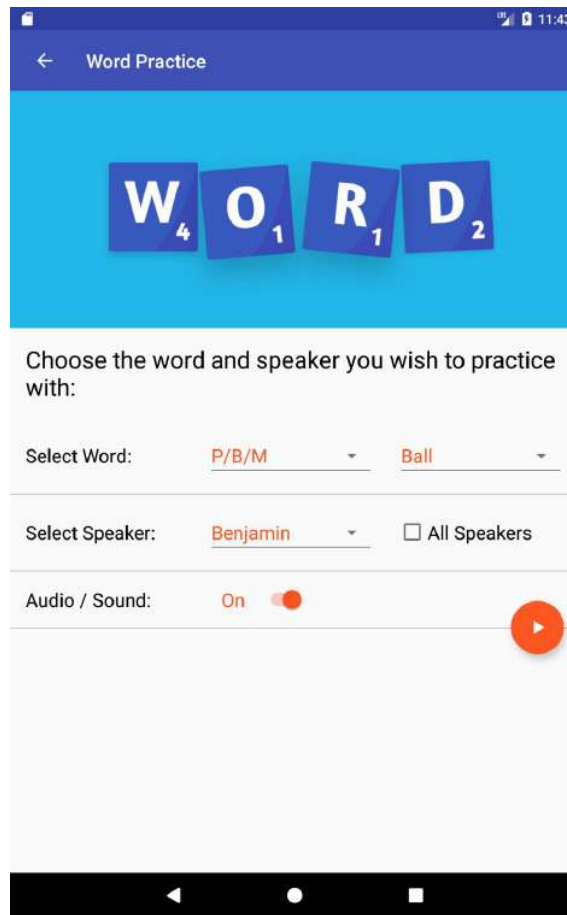 LTE 11:43
Word Practice
W4 O1 R1 D2
Choose the word and speaker you wish to practice
with:
Select Word: P/B/M Ball
Select Speaker: Benjamin All Speakers
Audio / Sound: On